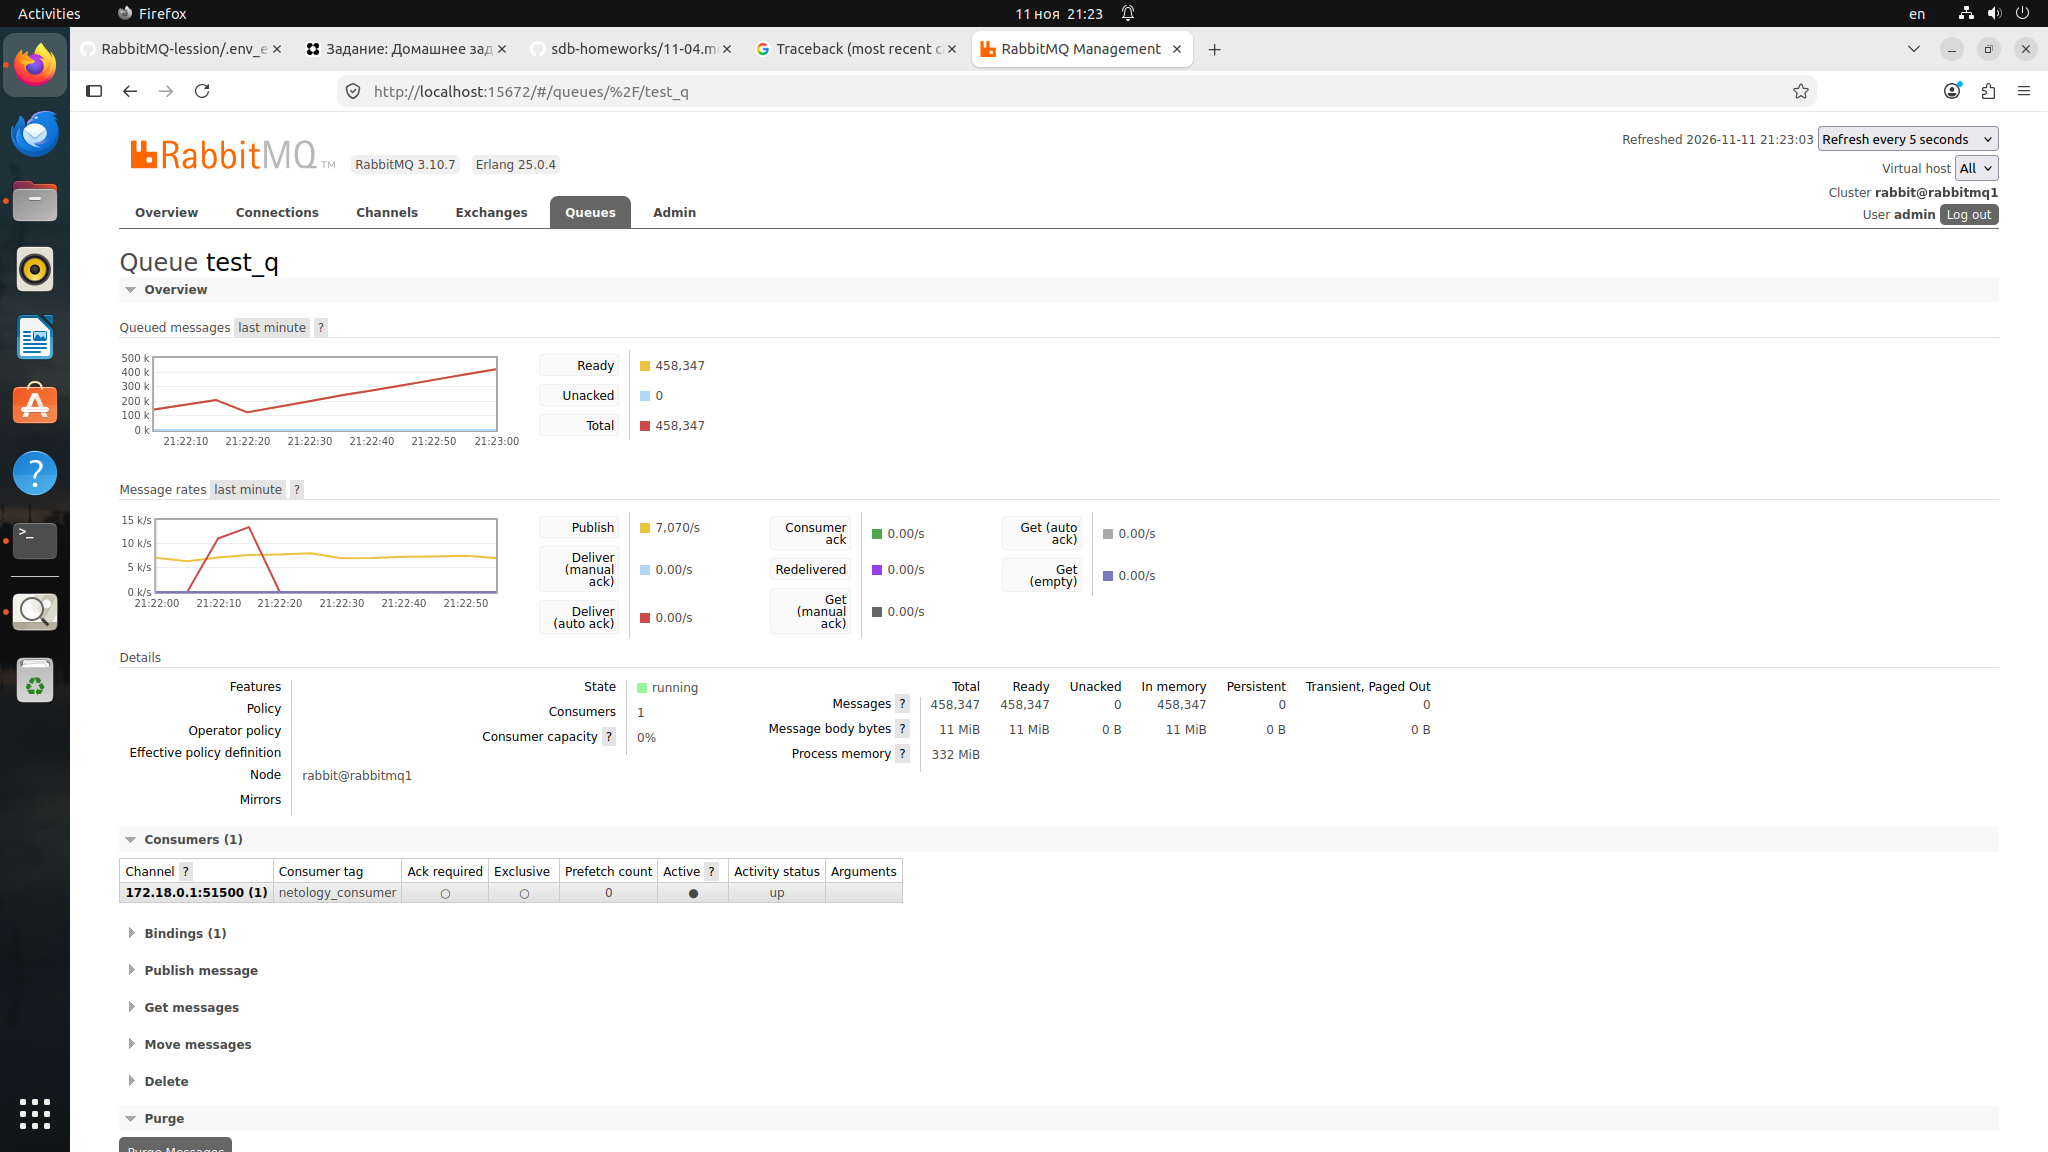 Activities Firefox 11 ноя 21:23 en
RabbitMQ-lession/.env_e Задание: Домашнее зад sdb-homeworks/11-04.m Traceback (most recent c RabbitMQ Management
http://localhost:15672/#/queues/%2F/test_q
Refreshed 2026-11-11 21:23:03 Refresh every 5 seconds
RabbitMQ TM RabbitMQ 3.10.7 Erlang 25.0.4
Virtual host All
Cluster rabbit@rabbitmq1
User admin Log out
Overview Connections Channels Exchanges Queues Admin
Queue test_q
Overview
Queued messages last minute ?
500 k
400 k
300 k
200 k
100 k
0 k
21:22:10 21:22:20 21:22:30 21:22:40 21:22:50 21:23:00
Ready 458,347
Unacked 0
Total 458,347
Message rates last minute ?
15 k/s
10 k/s
5 k/s
0 k/s
21:22:00 21:22:10 21:22:20 21:22:30 21:22:40 21:22:50
Publish 7,070/s
Deliver (manual ack) 0.00/s
Deliver (auto ack) 0.00/s
Consumer ack 0.00/s
Redelivered 0.00/s
Get (manual ack) 0.00/s
Get (auto ack) 0.00/s
Get (empty) 0.00/s
Details
Features
Policy
Operator policy
Effective policy definition
Node rabbit@rabbitmq1
Mirrors
State running
Consumers 1
Consumer capacity ? 0%
Total Ready Unacked In memory Persistent Transient, Paged Out
Messages ? 458,347 458,347 0 458,347 0 0
Message body bytes ? 11 MiB 11 MiB 0 B 11 MiB 0 B 0 B
Process memory ? 332 MiB
Consumers (1)
Channel ? Consumer tag Ack required Exclusive Prefetch count Active ? Activity status Arguments
172.18.0.1:51500 (1) netology_consumer ○ ○ 0 ● up
Bindings (1)
Publish message
Get messages
Move messages
Delete
Purge
Purge Messages